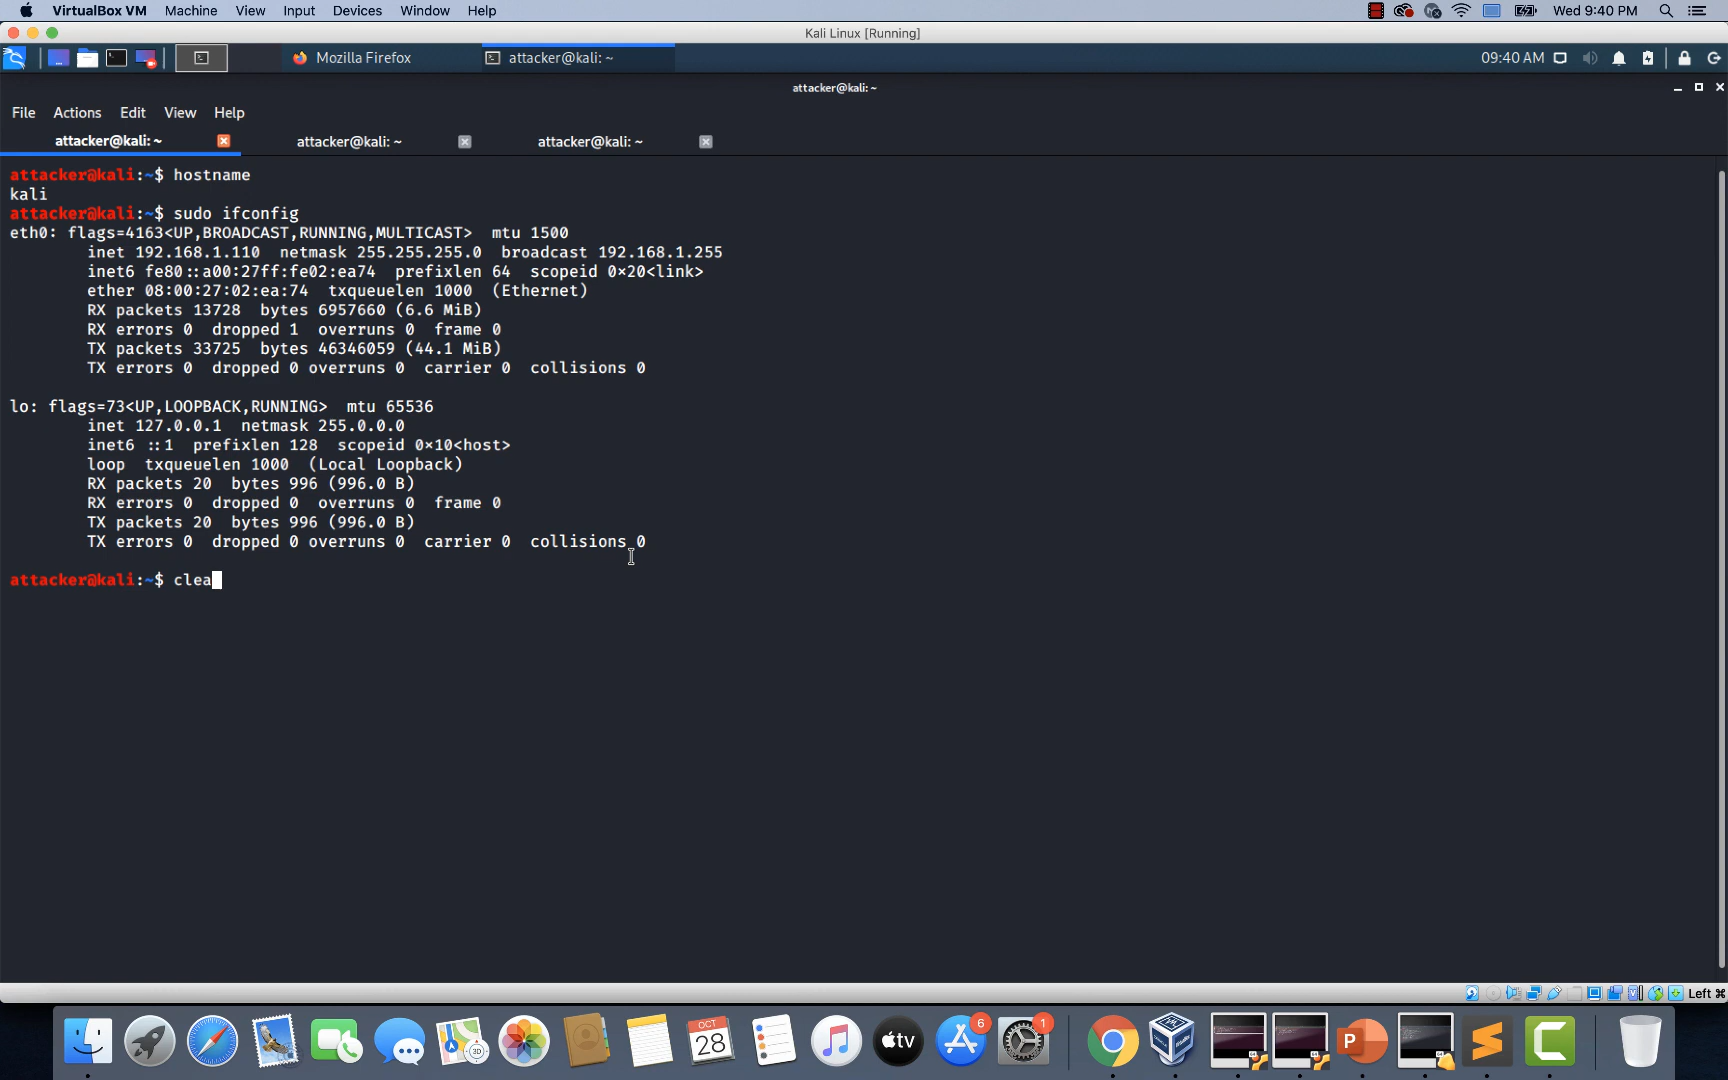 VirtualBox VM Machine View Input Devices Window Help Wed 9:40 PM
Kali Linux [Running]
Mozilla Firefox attacker@kali: ~ 09:40 AM
attacker@kali: ~
File Actions Edit View Help
attacker@kali: ~ attacker@kali: ~ attacker@kali: ~
attacker@kali:~$ hostname
kali
attacker@kali:~$ sudo ifconfig
eth0: flags=4163<UP,BROADCAST,RUNNING,MULTICAST>  mtu 1500
inet 192.168.1.110  netmask 255.255.255.0  broadcast 192.168.1.255
inet6 fe80::a00:27ff:fe02:ea74  prefixlen 64  scopeid 0×20<link>
ether 08:00:27:02:ea:74  txqueuelen 1000  (Ethernet)
RX packets 13728  bytes 6957660 (6.6 MiB)
RX errors 0  dropped 1  overruns 0  frame 0
TX packets 33725  bytes 46346059 (44.1 MiB)
TX errors 0  dropped 0 overruns 0  carrier 0  collisions 0
lo: flags=73<UP,LOOPBACK,RUNNING>  mtu 65536
inet 127.0.0.1  netmask 255.0.0.0
inet6 ::1  prefixlen 128  scopeid 0×10<host>
loop  txqueuelen 1000  (Local Loopback)
RX packets 20  bytes 996 (996.0 B)
RX errors 0  dropped 0  overruns 0  frame 0
TX packets 20  bytes 996 (996.0 B)
TX errors 0  dropped 0 overruns 0  carrier 0  collisions 0
attacker@kali:~$ clea
Left ⌘
3D OCT 28 tv 6 1 P C